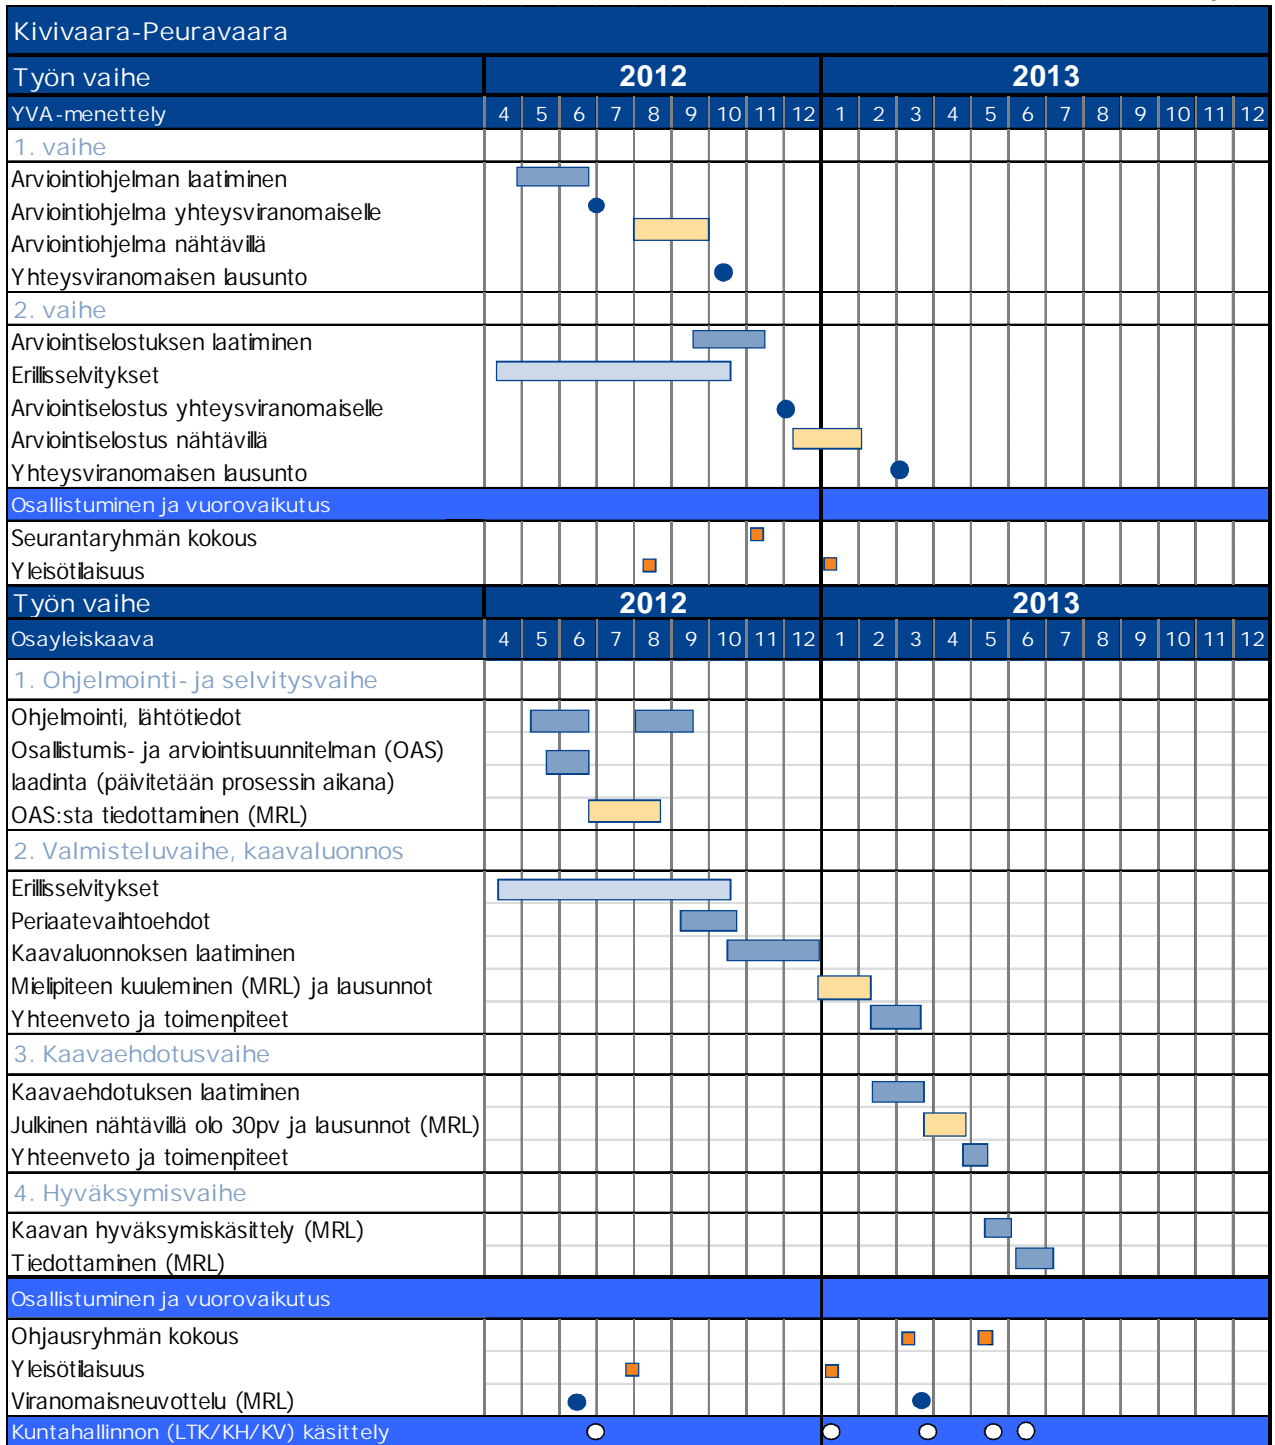 Kivivaara-Peuravaara
Työn vaihe 2012 2013
YVA-menettely 4 5 6 7 8 9 10 11 12 1 2 3 4 5 6 7 8 9 10 11 12
1. vaihe
Arviointiohjelman laatiminen
Arviointiohjelma yhteysviranomaiselle
Arviointiohjelma nähtävillä
Yhteysviranomaisen lausunto
2. vaihe
Arviointiselostuksen laatiminen
Erillisselvitykset
Arviointiselostus yhteysviranomaiselle
Arviointiselostus nähtävillä
Yhteysviranomaisen lausunto
Osallistuminen ja vuorovaikutus
Seurantaryhmän kokous
Yleisötilaisuus
Työn vaihe 2012 2013
Osayleiskaava 4 5 6 7 8 9 10 11 12 1 2 3 4 5 6 7 8 9 10 11 12
1. Ohjelmointi- ja selvitysvaihe
Ohjelmointi, lähtötiedot
Osallistumis- ja arviointisuunnitelman (OAS)
laadinta (päivitetään prosessin aikana)
OAS:sta tiedottaminen (MRL)
2. Valmisteluvaihe, kaavaluonnos
Erillisselvitykset
Periaatevaihtoehdot
Kaavaluonnoksen laatiminen
Mielipiteen kuuleminen (MRL) ja lausunnot
Yhteenveto ja toimenpiteet
3. Kaavaehdotusvaihe
Kaavaehdotuksen laatiminen
Julkinen nähtävillä olo 30pv ja lausunnot (MRL)
Yhteenveto ja toimenpiteet
4. Hyväksymisvaihe
Kaavan hyväksymiskäsittely (MRL)
Tiedottaminen (MRL)
Osallistuminen ja vuorovaikutus
Ohjausryhmän kokous
Yleisötilaisuus
Viranomaisneuvottelu (MRL)
Kuntahallinnon (LTK/KH/KV) käsittely